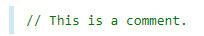 // This is a comment.